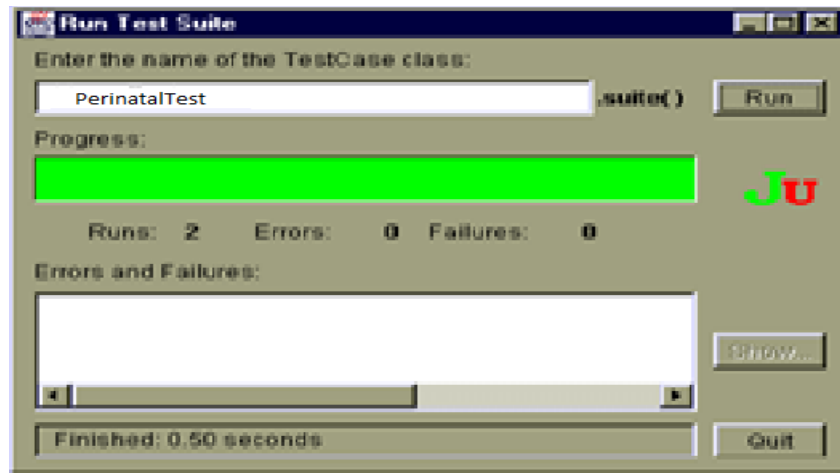 Run Test Suite
Enter the name of the TestCase class:
PerinatalTest .suite() Run
Progress:
JU
Runs: 2 Errors: 0 Failures: 0
Errors and Failures:
Show...
Finished: 0.50 seconds Quit